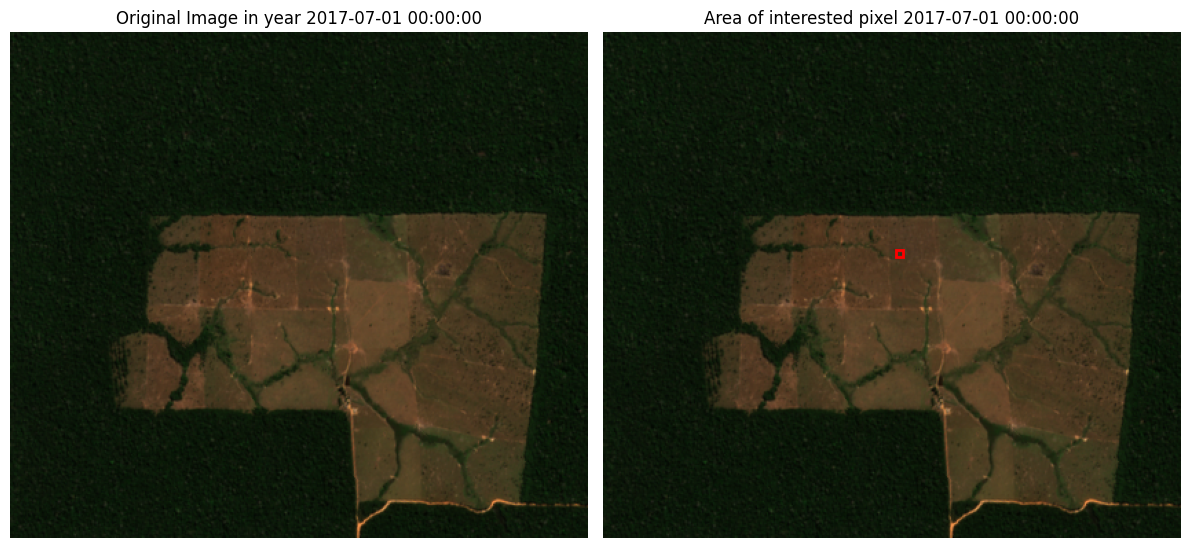 Original Image in year 2017-07-01 00:00:00
Area of interested pixel 2017-07-01 00:00:00